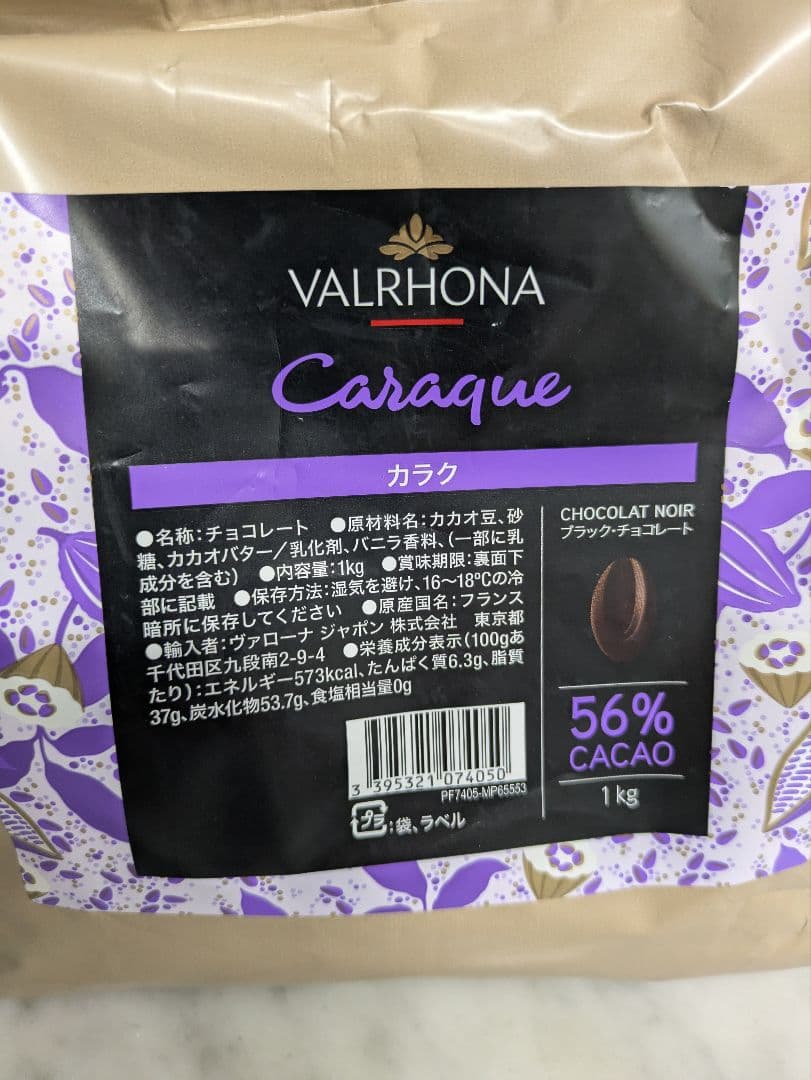 VALRHONA
Caraque
カラク
●名称:チョコレート ●原材料名:カカオ豆、砂
糖、カカオバター/乳化剤、バニラ香料、(一部に乳
成分を含む) ●内容量:1kg ●賞味期限:裏面下
部に記載 ●保存方法:湿気を避け、16〜18℃の冷
暗所に保存してください ●原産国名:フランス
●輸入者:ヴァローナ ジャポン 株式会社 東京都
千代田区九段南2-9-4 ●栄養成分表示(100gあ
たり):エネルギー573kcal、たんぱく質6.3g、脂質
37g、炭水化物53.7g、食塩相当量0g
3 395321 074050
PF7405-MP65553
プラ:袋、ラベル
CHOCOLAT NOIR
ブラック・チョコレート
56%
CACAO
1kg